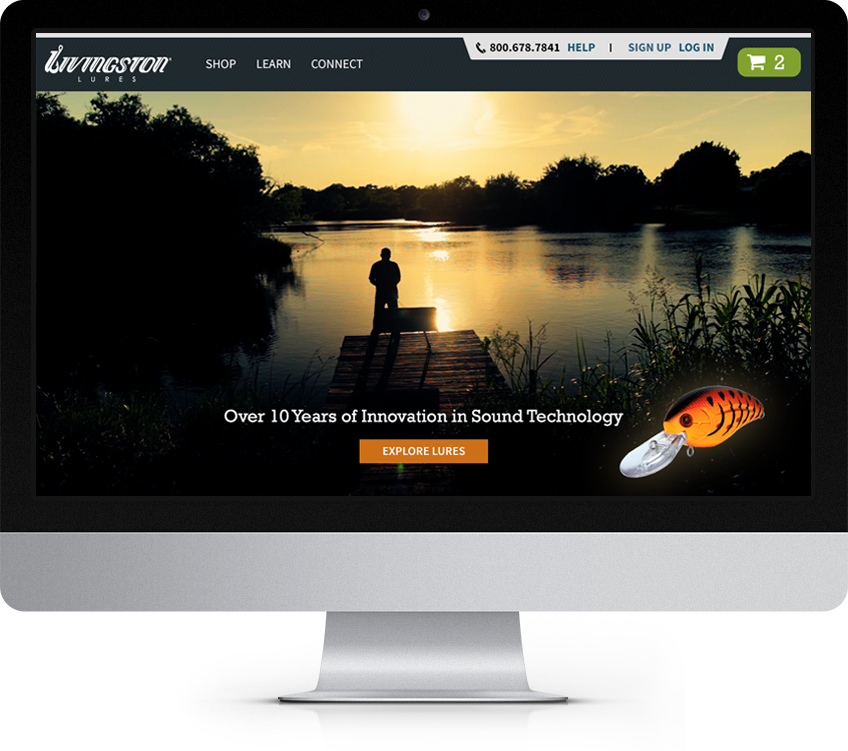 800.678.7841 HELP | SIGN UP LOG IN
LIVINGSTON
LURES
SHOP LEARN CONNECT
2
Over 10 Years of Innovation in Sound Technology
EXPLORE LURES